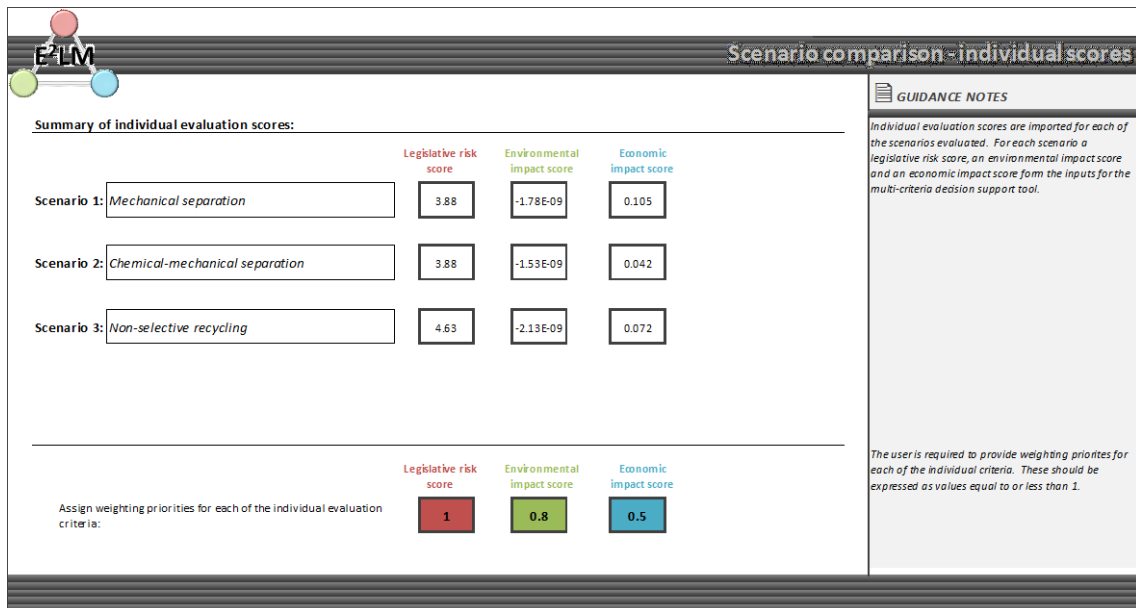 E²LM
Scenario comparison - individual scores
GUIDANCE NOTES
Individual evaluation scores are imported for each of
the scenarios evaluated. For each scenario a
legislative risk score, an environmental impact score
and an economic impact score form the inputs for the
multi-criteria decision support tool.
Summary of individual evaluation scores:
Legislative risk score
Environmental impact score
Economic impact score
Scenario 1: Mechanical separation 3.88 -1.78E-09 0.105
Scenario 2: Chemical-mechanical separation 3.88 -1.53E-09 0.042
Scenario 3: Non-selective recycling 4.63 -2.13E-09 0.072
The user is required to provide weighting priorites for
each of the individual criteria. These should be
expressed as values equal to or less than 1.
Legislative risk score
Environmental impact score
Economic impact score
Assign weighting priorities for each of the individual evaluation
criteria:
1 0.8 0.5